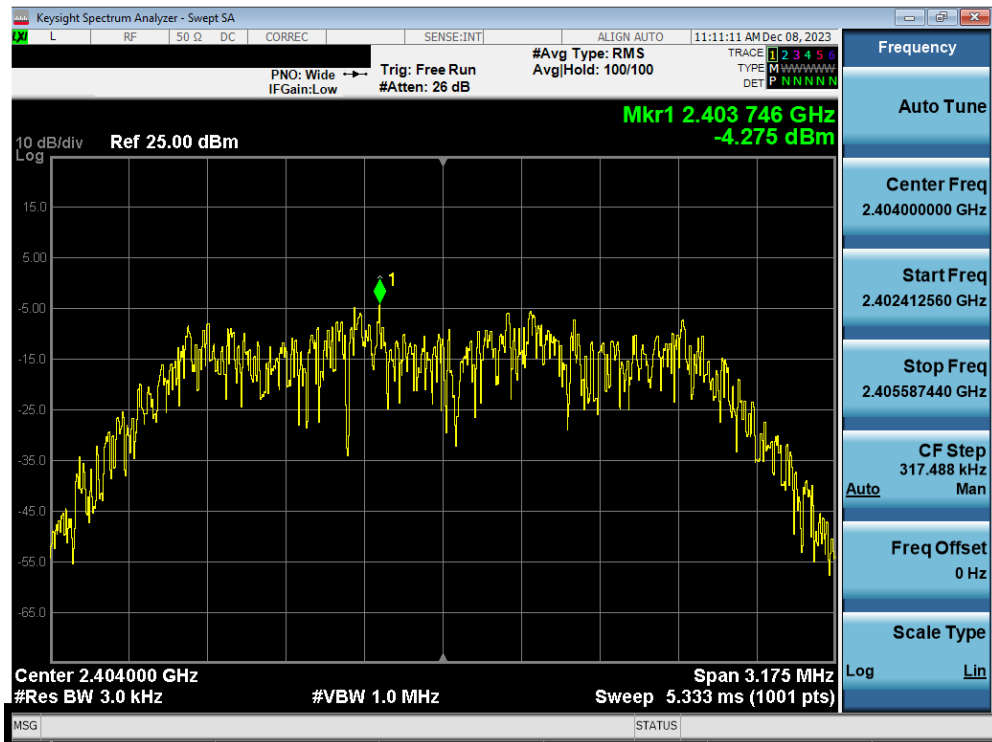 Keysight Spectrum Analyzer - Swept SA
LXI L RF 50 Ω DC CORREC SENSE:INT ALIGN AUTO 11:11:11 AM Dec 08, 2023
PNO: Wide
IFGain:Low
Trig: Free Run
#Atten: 26 dB
#Avg Type: RMS
Avg|Hold: 100/100
TRACE 1 2 3 4 5 6
TYPE M WWWWW
DET P N N N N N
Mkr1 2.403 746 GHz
-4.275 dBm
10 dB/div
Log
Ref 25.00 dBm
15.0
5.00
-5.00
-15.0
-25.0
-35.0
-45.0
-55.0
-65.0
1
Center 2.404000 GHz
Span 3.175 MHz
#Res BW 3.0 kHz
#VBW 1.0 MHz
Sweep 5.333 ms (1001 pts)
MSG
STATUS
Frequency
Auto Tune
Center Freq
2.404000000 GHz
Start Freq
2.402412560 GHz
Stop Freq
2.405587440 GHz
CF Step
317.488 kHz
Auto Man
Freq Offset
0 Hz
Scale Type
Log Lin